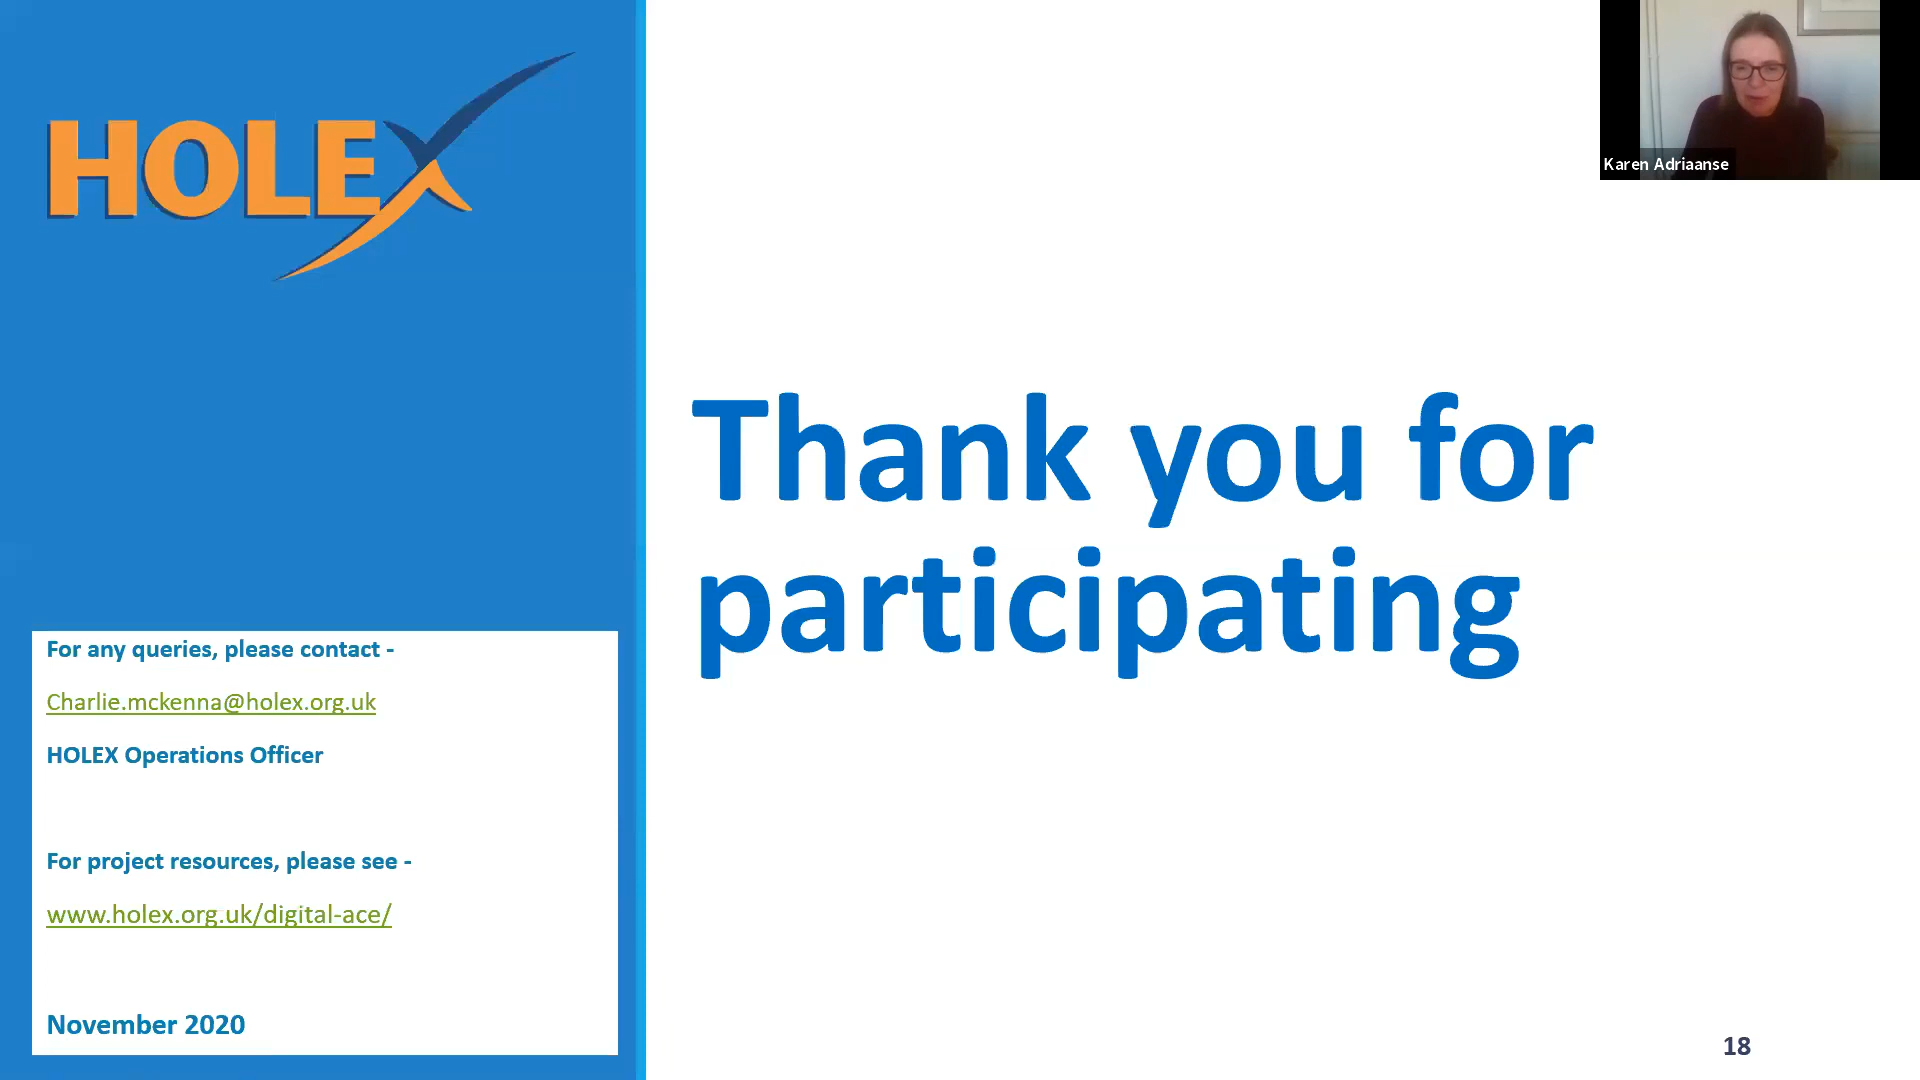 HOLEX
Karen Adriaanse
Thank you for
participating
For any queries, please contact -
Charlie.mckenna@holex.org.uk
HOLEX Operations Officer
For project resources, please see -
www.holex.org.uk/digital-ace/
November 2020
18